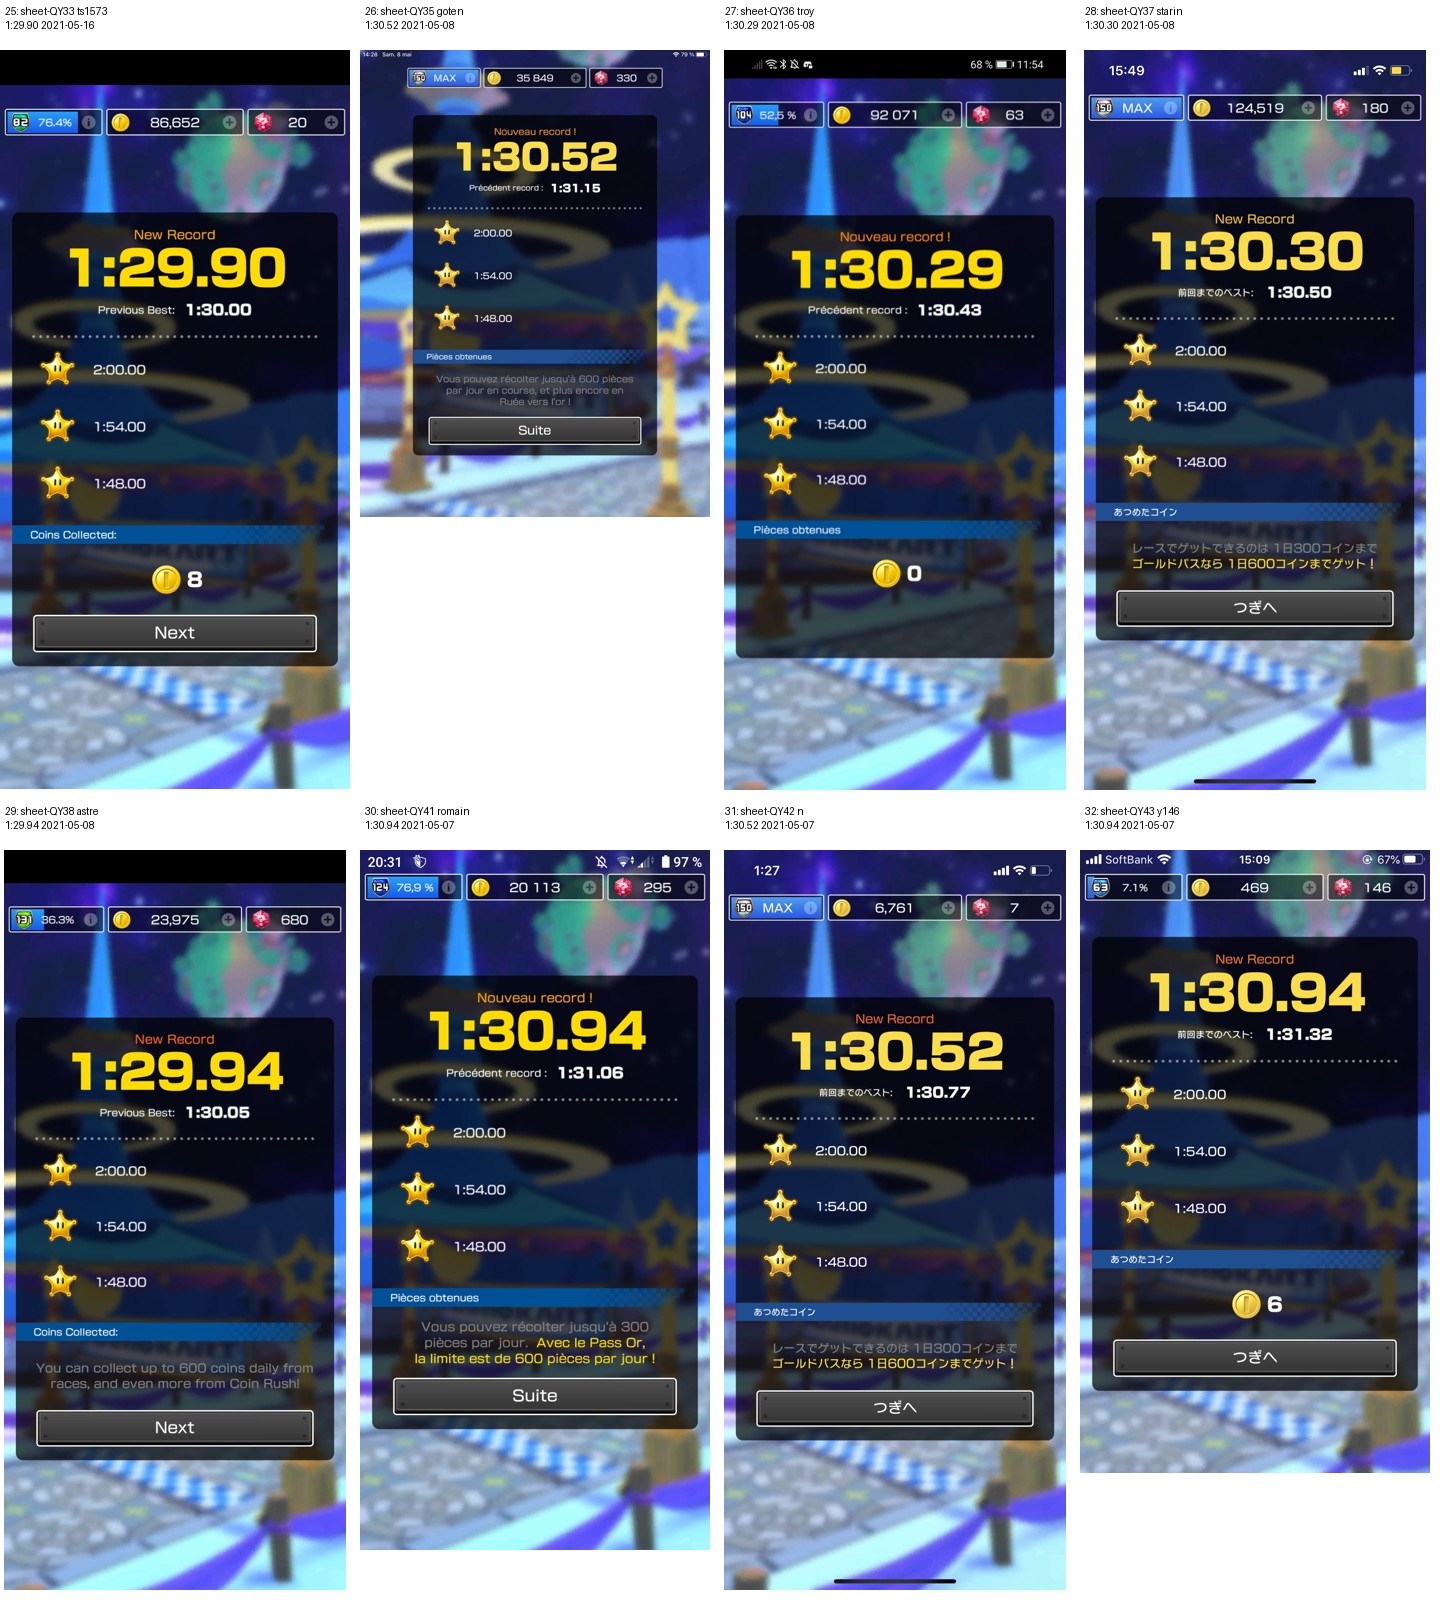 25: sheet-QY33 ts1573
1:29.90 2021-05-16
82 76.4% 86,652 20
New Record
1:29.90
Previous Best: 1:30.00
2:00.00
1:54.00
1:48.00
Coins Collected:
8
Next
26: sheet-QY35 goten
1:30.52 2021-05-08
14:28 Sam. 8 mai 79 %
150 MAX 35 849 330
Nouveau record !
1:30.52
Précédent record : 1:31.15
2:00.00
1:54.00
1:48.00
Pièces obtenues
Vous pouvez récolter jusqu'à 600 pièces
par jour en course, et plus encore en
Ruée vers l'or !
Suite
27: sheet-QY36 troy
1:30.29 2021-05-08
68 % 11:54
104 52,5 % 92 071 63
Nouveau record !
1:30.29
Précédent record : 1:30.43
2:00.00
1:54.00
1:48.00
Pièces obtenues
0
28: sheet-QY37 starin
1:30.30 2021-05-08
15:49
150 MAX 124,519 180
New Record
1:30.30
前回までのベスト: 1:30.50
2:00.00
1:54.00
1:48.00
あつめたコイン
レースでゲットできるのは 1日300コインまで
ゴールドパスなら 1日600コインまでゲット！
つぎへ
29: sheet-QY38 astre
1:29.94 2021-05-08
131 36.3% 23,975 680
New Record
1:29.94
Previous Best: 1:30.05
2:00.00
1:54.00
1:48.00
Coins Collected:
You can collect up to 600 coins daily from
races, and even more from Coin Rush!
Next
30: sheet-QY41 romain
1:30.94 2021-05-07
20:31 97 %
124 76,9 % 20 113 295
Nouveau record !
1:30.94
Précédent record : 1:31.06
2:00.00
1:54.00
1:48.00
Pièces obtenues
Vous pouvez récolter jusqu'à 300
pièces par jour. Avec le Pass Or,
la limite est de 600 pièces par jour !
Suite
31: sheet-QY42 n
1:30.52 2021-05-07
1:27
150 MAX 6,761 7
New Record
1:30.52
前回までのベスト: 1:30.77
2:00.00
1:54.00
1:48.00
あつめたコイン
レースでゲットできるのは 1日300コインまで
ゴールドパスなら 1日600コインまでゲット！
つぎへ
32: sheet-QY43 y146
1:30.94 2021-05-07
SoftBank 15:09 67%
63 7.1% 469 146
New Record
1:30.94
前回までのベスト: 1:31.32
2:00.00
1:54.00
1:48.00
あつめたコイン
6
つぎへ